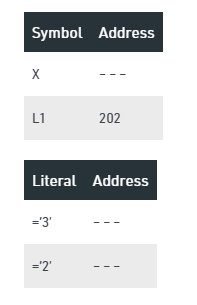 Symbol Address
X – – –
L1 202
Literal Address
=’3′ – – –
=’2′ – – –